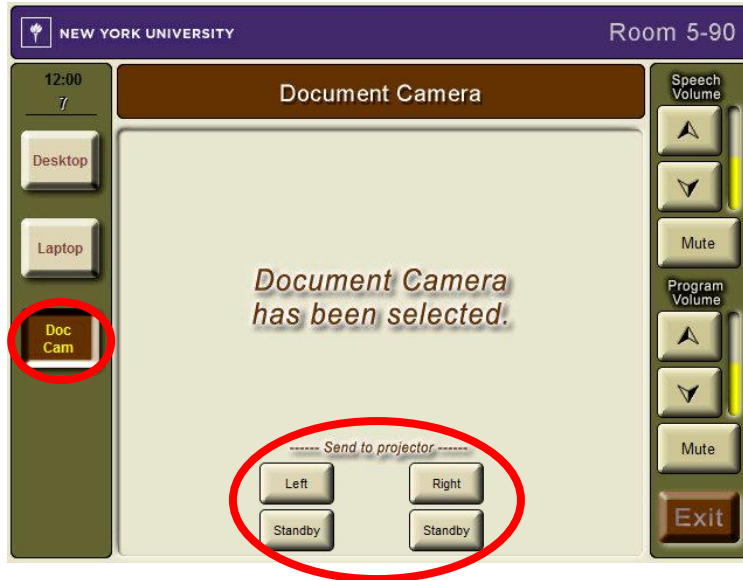 NEW YORK UNIVERSITY
Room 5-90
12:00
7
Desktop
Laptop
Doc
Cam
Document Camera
Document Camera
has been selected.
------ Send to projector ------
Left
Right
Standby
Standby
Speech
Volume
Mute
Program
Volume
Mute
Exit